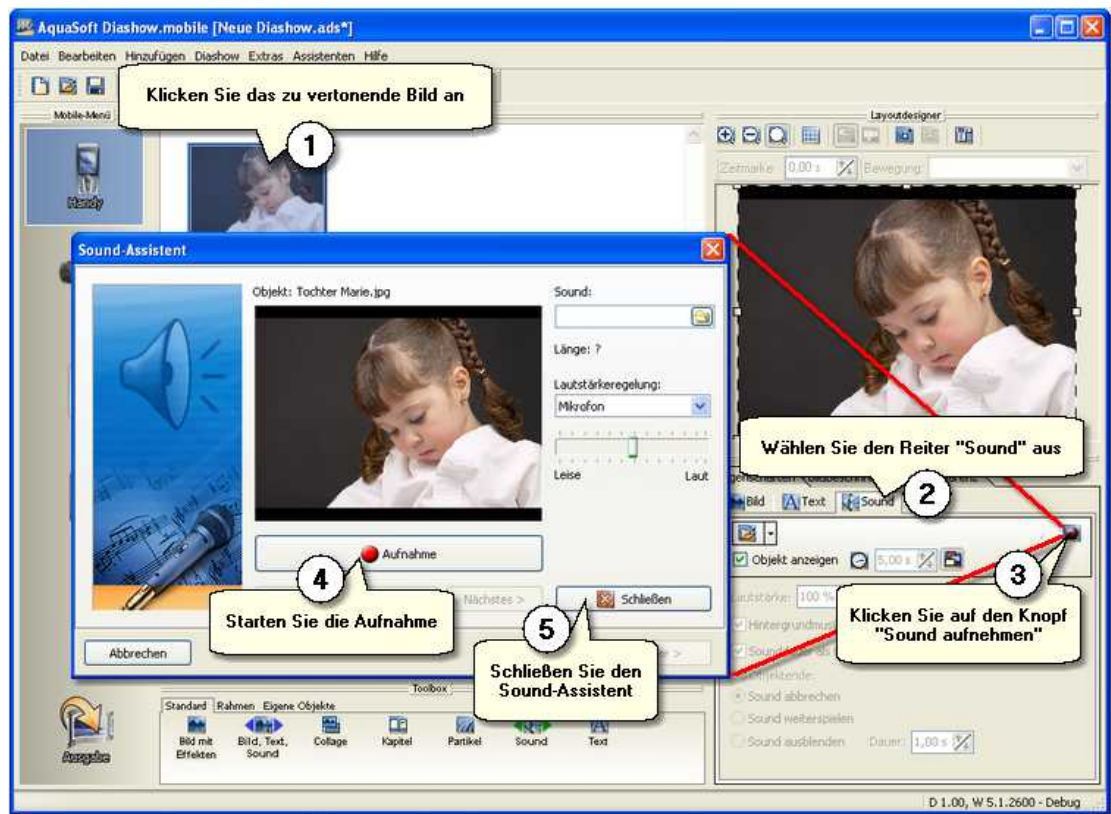 AquaSoft Diashow.mobile [Neue Diashow.ads*]
Datei Bearbeiten Hinzufügen Diashow Extras Assistenten Hilfe
Klicken Sie das zu vertonende Bild an
1
Mobile-Menü
Layoutdesigner
Zeitmarke: 0,00 s Bewegung:
Handy
Sound-Assistent
Objekt: Tochter Marie.jpg
Sound:
Länge: ?
Lautstärkeregelung:
Mikrofon
Leise Laut
Wählen Sie den Reiter "Sound" aus
2
Bild Text Sound
Objekt anzeigen 5,00 s
3
Klicken Sie auf den Knopf
"Sound aufnehmen"
Aufnahme
4
Starten Sie die Aufnahme
Nächstes >
Schließen
5
Schließen Sie den
Sound-Assistent
Abbrechen
>
Lautstärke: 100 %
Hintergrundmus
Sound
Sound abbrechen
Sound weiterspielen
Sound ausblenden Dauer: 1,00 s
Toolbox
Standard Rahmen Eigene Objekte
Bild mit
Effekten
Bild, Text,
Sound
Collage
Kapitel
Partikel
Sound
Text
Ausgabe
D 1.00, W 5.1.2600 - Debug